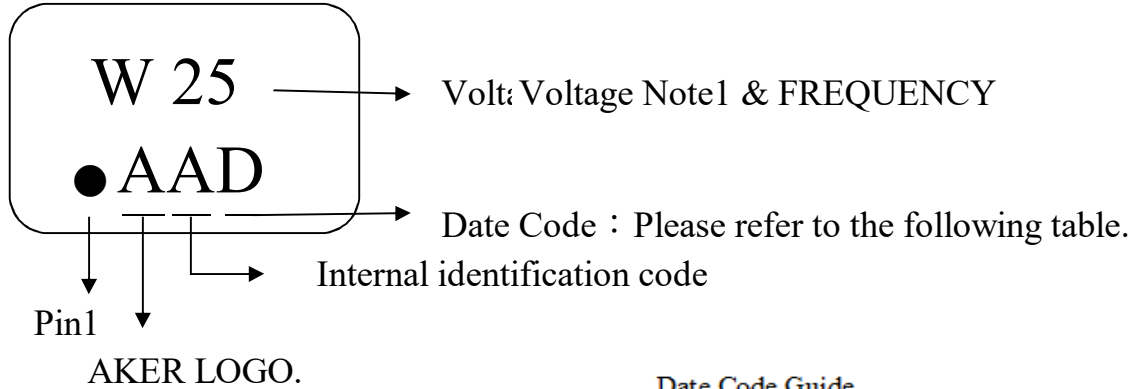 W 25
Voltage Note1 & FREQUENCY
●AAD
Date Code：Please refer to the following table.
Internal identification code
Pin1
AKER LOGO.
Date Code Guide